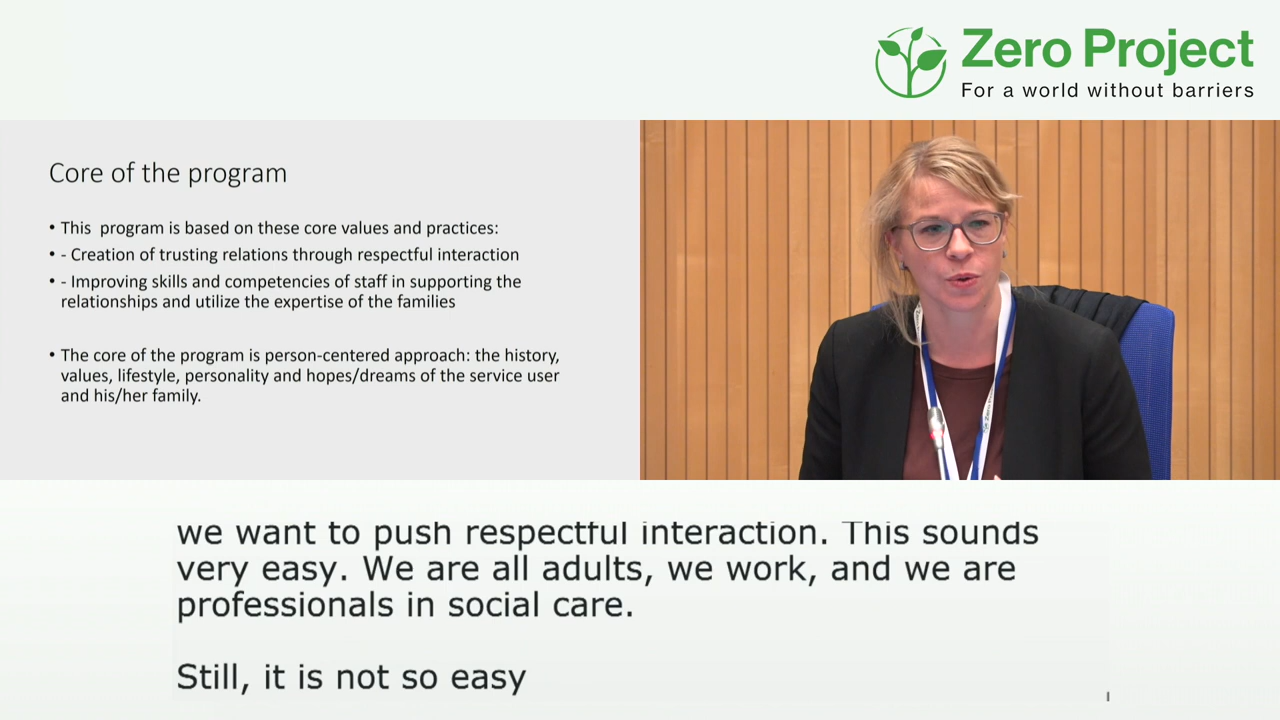 Zero Project
For a world without barriers
Core of the program
• This  program is based on these core values and practices:
• - Creation of trusting relations through respectful interaction
• - Improving skills and competencies of staff in supporting the
relationships and utilize the expertise of the families
• The core of the program is person-centered approach: the history,
values, lifestyle, personality and hopes/dreams of the service user
and his/her family.
we want to push respectful interaction. This sounds
very easy. We are all adults, we work, and we are
professionals in social care.
Still, it is not so easy